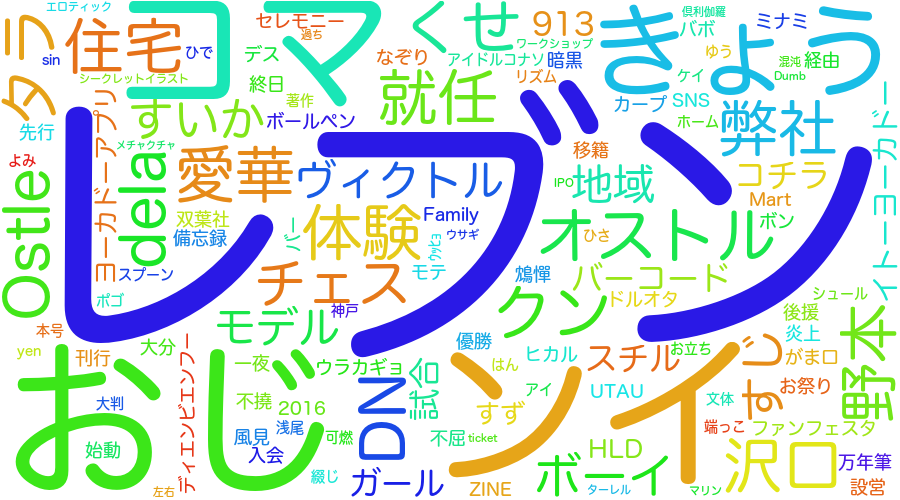 エロティック
セレモニー
過ち
くせ
913
倶利伽羅
ミナミ
コマ
きょう
バボ
ワークショップ
ゆう
タラ
住宅
sin
ひで
デス
なぞり
アイドルコナソ
暗黒
混沌
経由
Dumb
シークレットイラスト
終日
就任
リズム
ケイ
先行
すいか
著作
ボールペン
カープ
SNS
ホーム
弊社
ヨーカドーアプリ
メチャクチャ
よみ
Ostle
dela
愛華
ヴィクトル
移籍
地域
コチラ
イトーヨーカドー
レブン
IPO
Mart
双葉社
体験
Family
オストル
ボン
備忘録
バー
ウサギ
ひさ
スプーン
チェス
モテ
ウッヒョ
バーコード
ポゴ
クン
鴆憚
ドルオタ
シュール
神戸
モデル
後援
本号
炎上
yen
刊行
大分
優勝
ヒカル
スチル
お立ち
野本
おじ
ンイ
すじ
がま口
一夜
ウラカギョ
はん
アイ
UTAU
お祭り
大判
ディエンビエンフー
不撓
2016
DN
試合
すず
文体
始動
風見
浅尾
可燃
不屈
HLD
端っこ
ファンフェスタ
入会
ticket
ボーイ
沢口
万年筆
左右
綴じ
ガール
ZINE
ターレル
マリン
設営